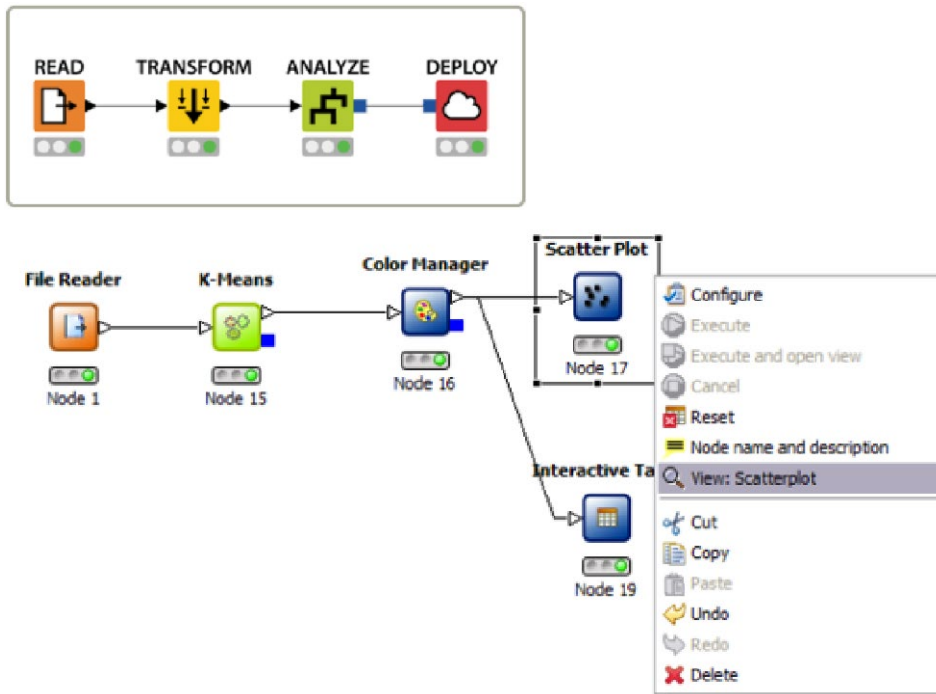 READ TRANSFORM ANALYZE DEPLOY
File Reader
K-Means
Color Manager
Scatter Plot
Node 1
Node 15
Node 16
Node 17
Interactive Ta
Node 19
Configure
Execute
Execute and open view
Cancel
Reset
Node name and description
View: Scatterplot
Cut
Copy
Paste
Undo
Redo
Delete